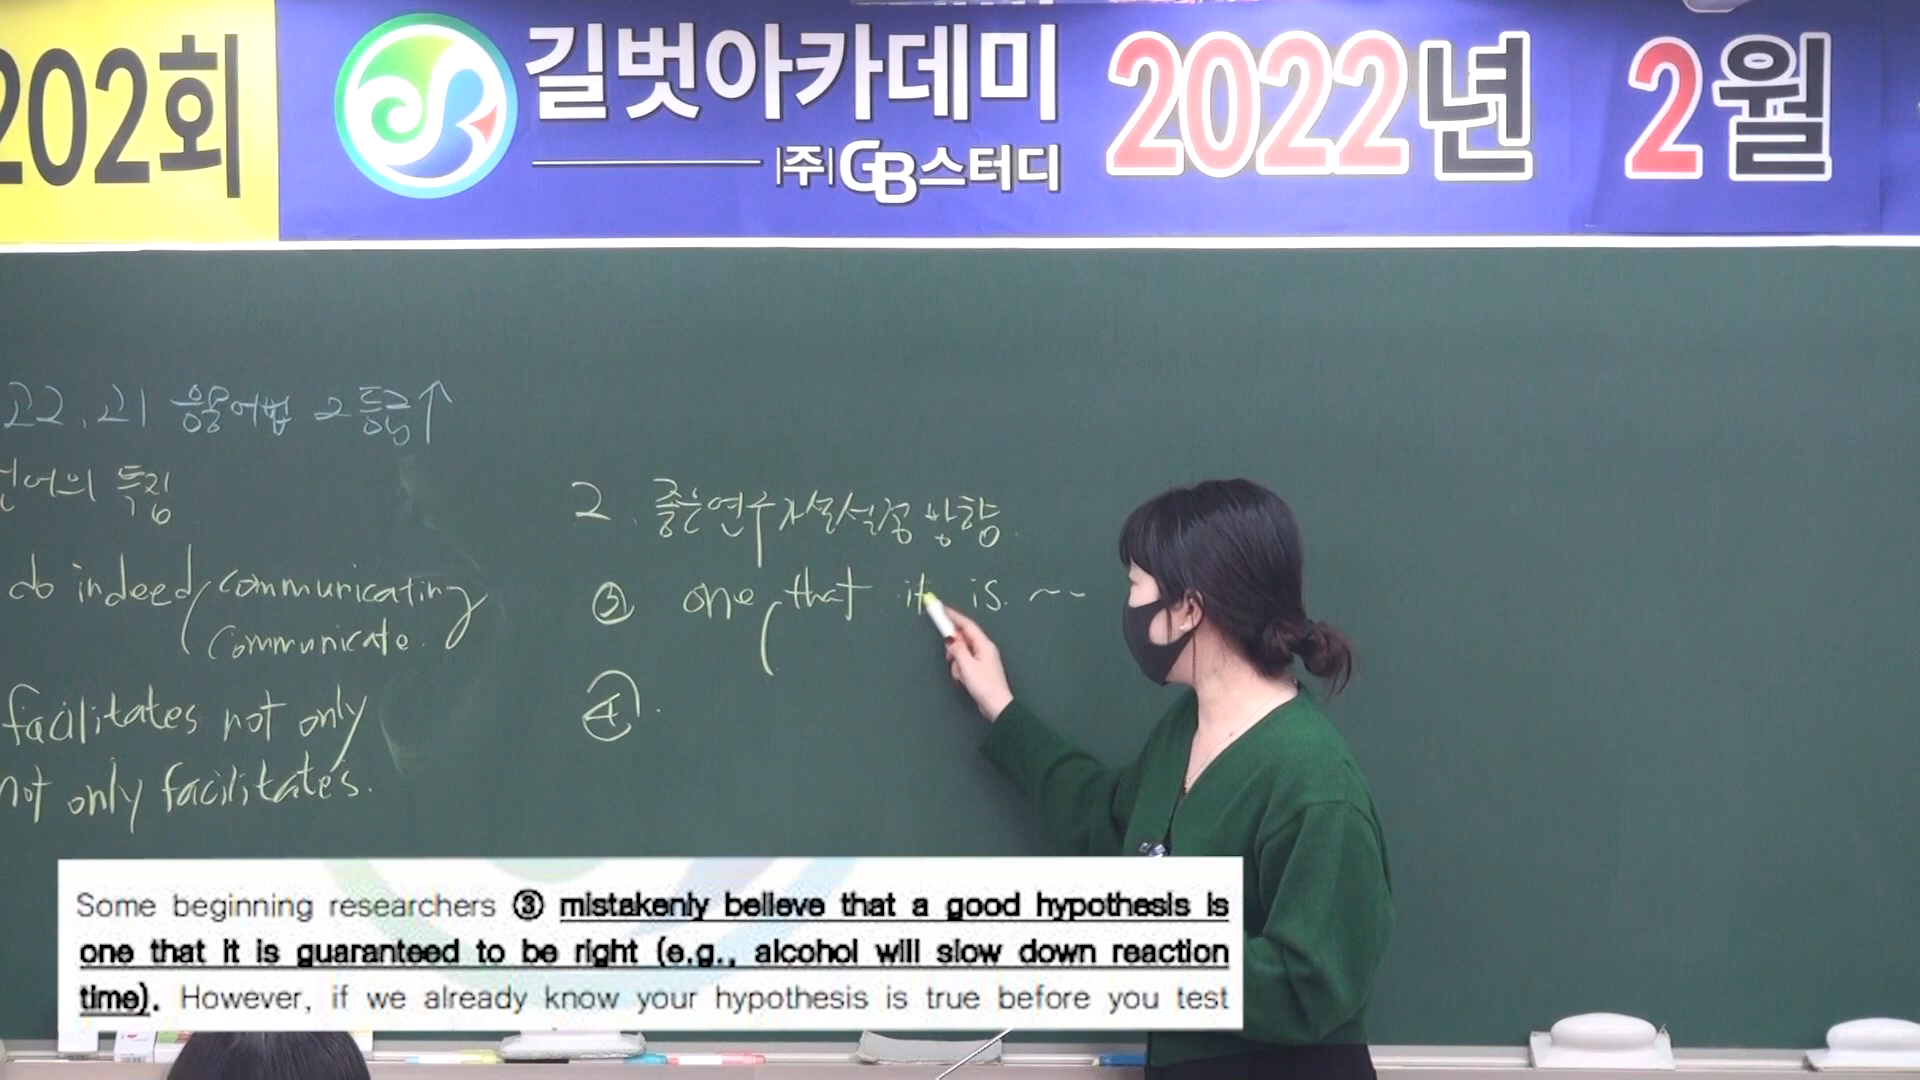 202회
길벗아카데미
(주)GB스터디
2022년 2월
고2, 고1 응용어법 2등급↑
언어의 특징
do indeed communicating
communicate.
facilitates not only
not only facilitates.
2. 좋은 연구가설설정 방향
③ one that it is ~~
④.
Some beginning researchers ③ mistakenly believe that a good hypothesis is
one that it is guaranteed to be right (e.g., alcohol will slow down reaction
time). However, if we already know your hypothesis is true before you test